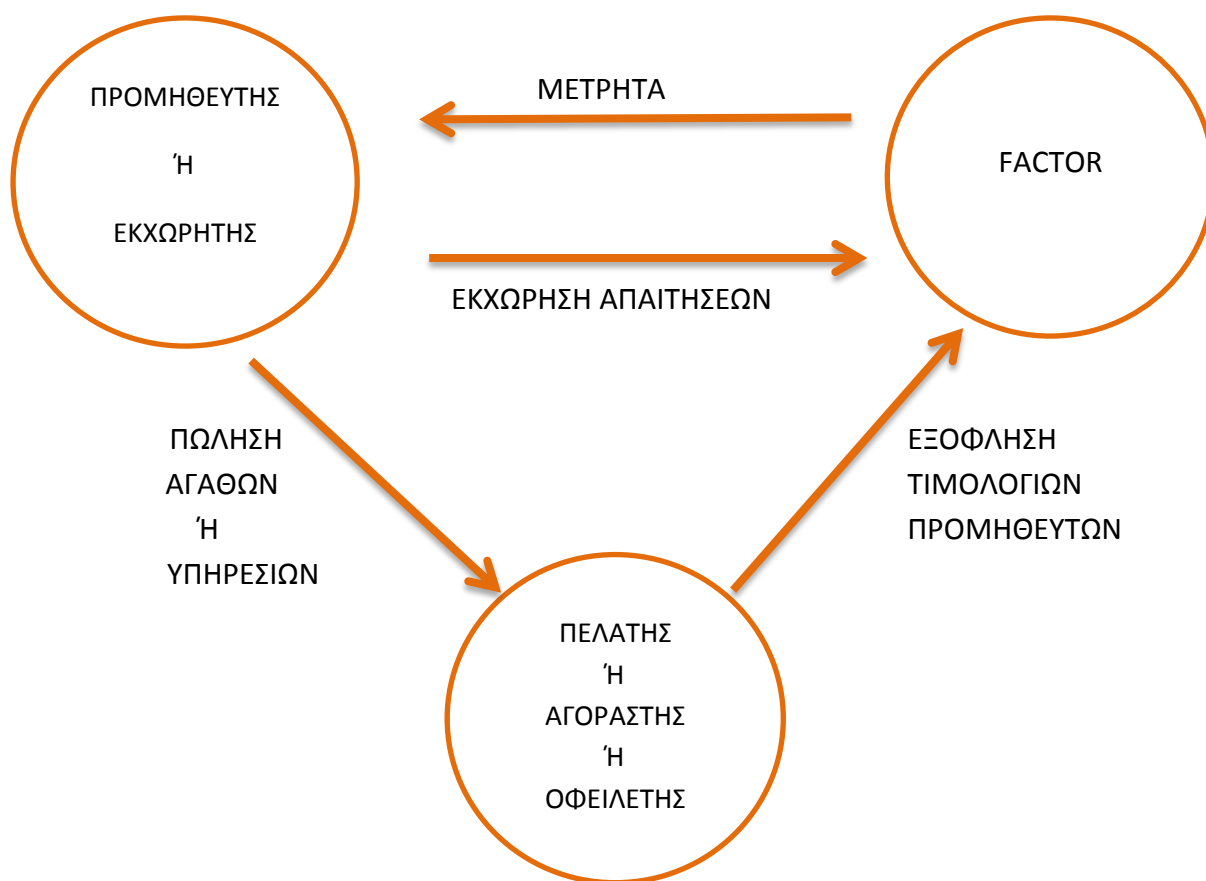 ΠΡΟΜΗΘΕΥΤΗΣ
Ή
ΕΚΧΩΡΗΤΗΣ
ΜΕΤΡΗΤΑ
FACTOR
ΕΚΧΩΡΗΣΗ ΑΠΑΙΤΗΣΕΩΝ
ΠΩΛΗΣΗ
ΑΓΑΘΩΝ
Ή
ΥΠΗΡΕΣΙΩΝ
ΕΞΟΦΛΗΣΗ
ΤΙΜΟΛΟΓΙΩΝ
ΠΡΟΜΗΘΕΥΤΩΝ
ΠΕΛΑΤΗΣ
Ή
ΑΓΟΡΑΣΤΗΣ
Ή
ΟΦΕΙΛΕΤΗΣ